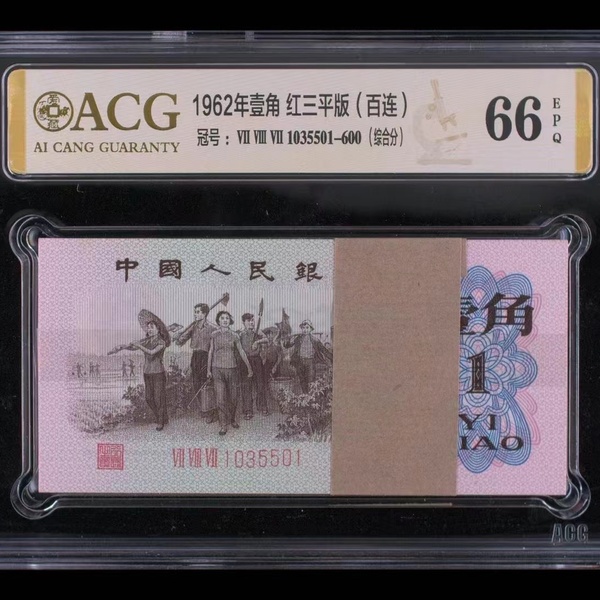 ACG
AI CANG GUARANTY
1962年壹角 红三平版（百连）
冠号：Ⅶ Ⅷ Ⅶ 1035501-600（综合分）
66
EPQ
中國人民銀
Ⅶ Ⅷ Ⅶ 1035501
角
1
YI
IAO
ACG